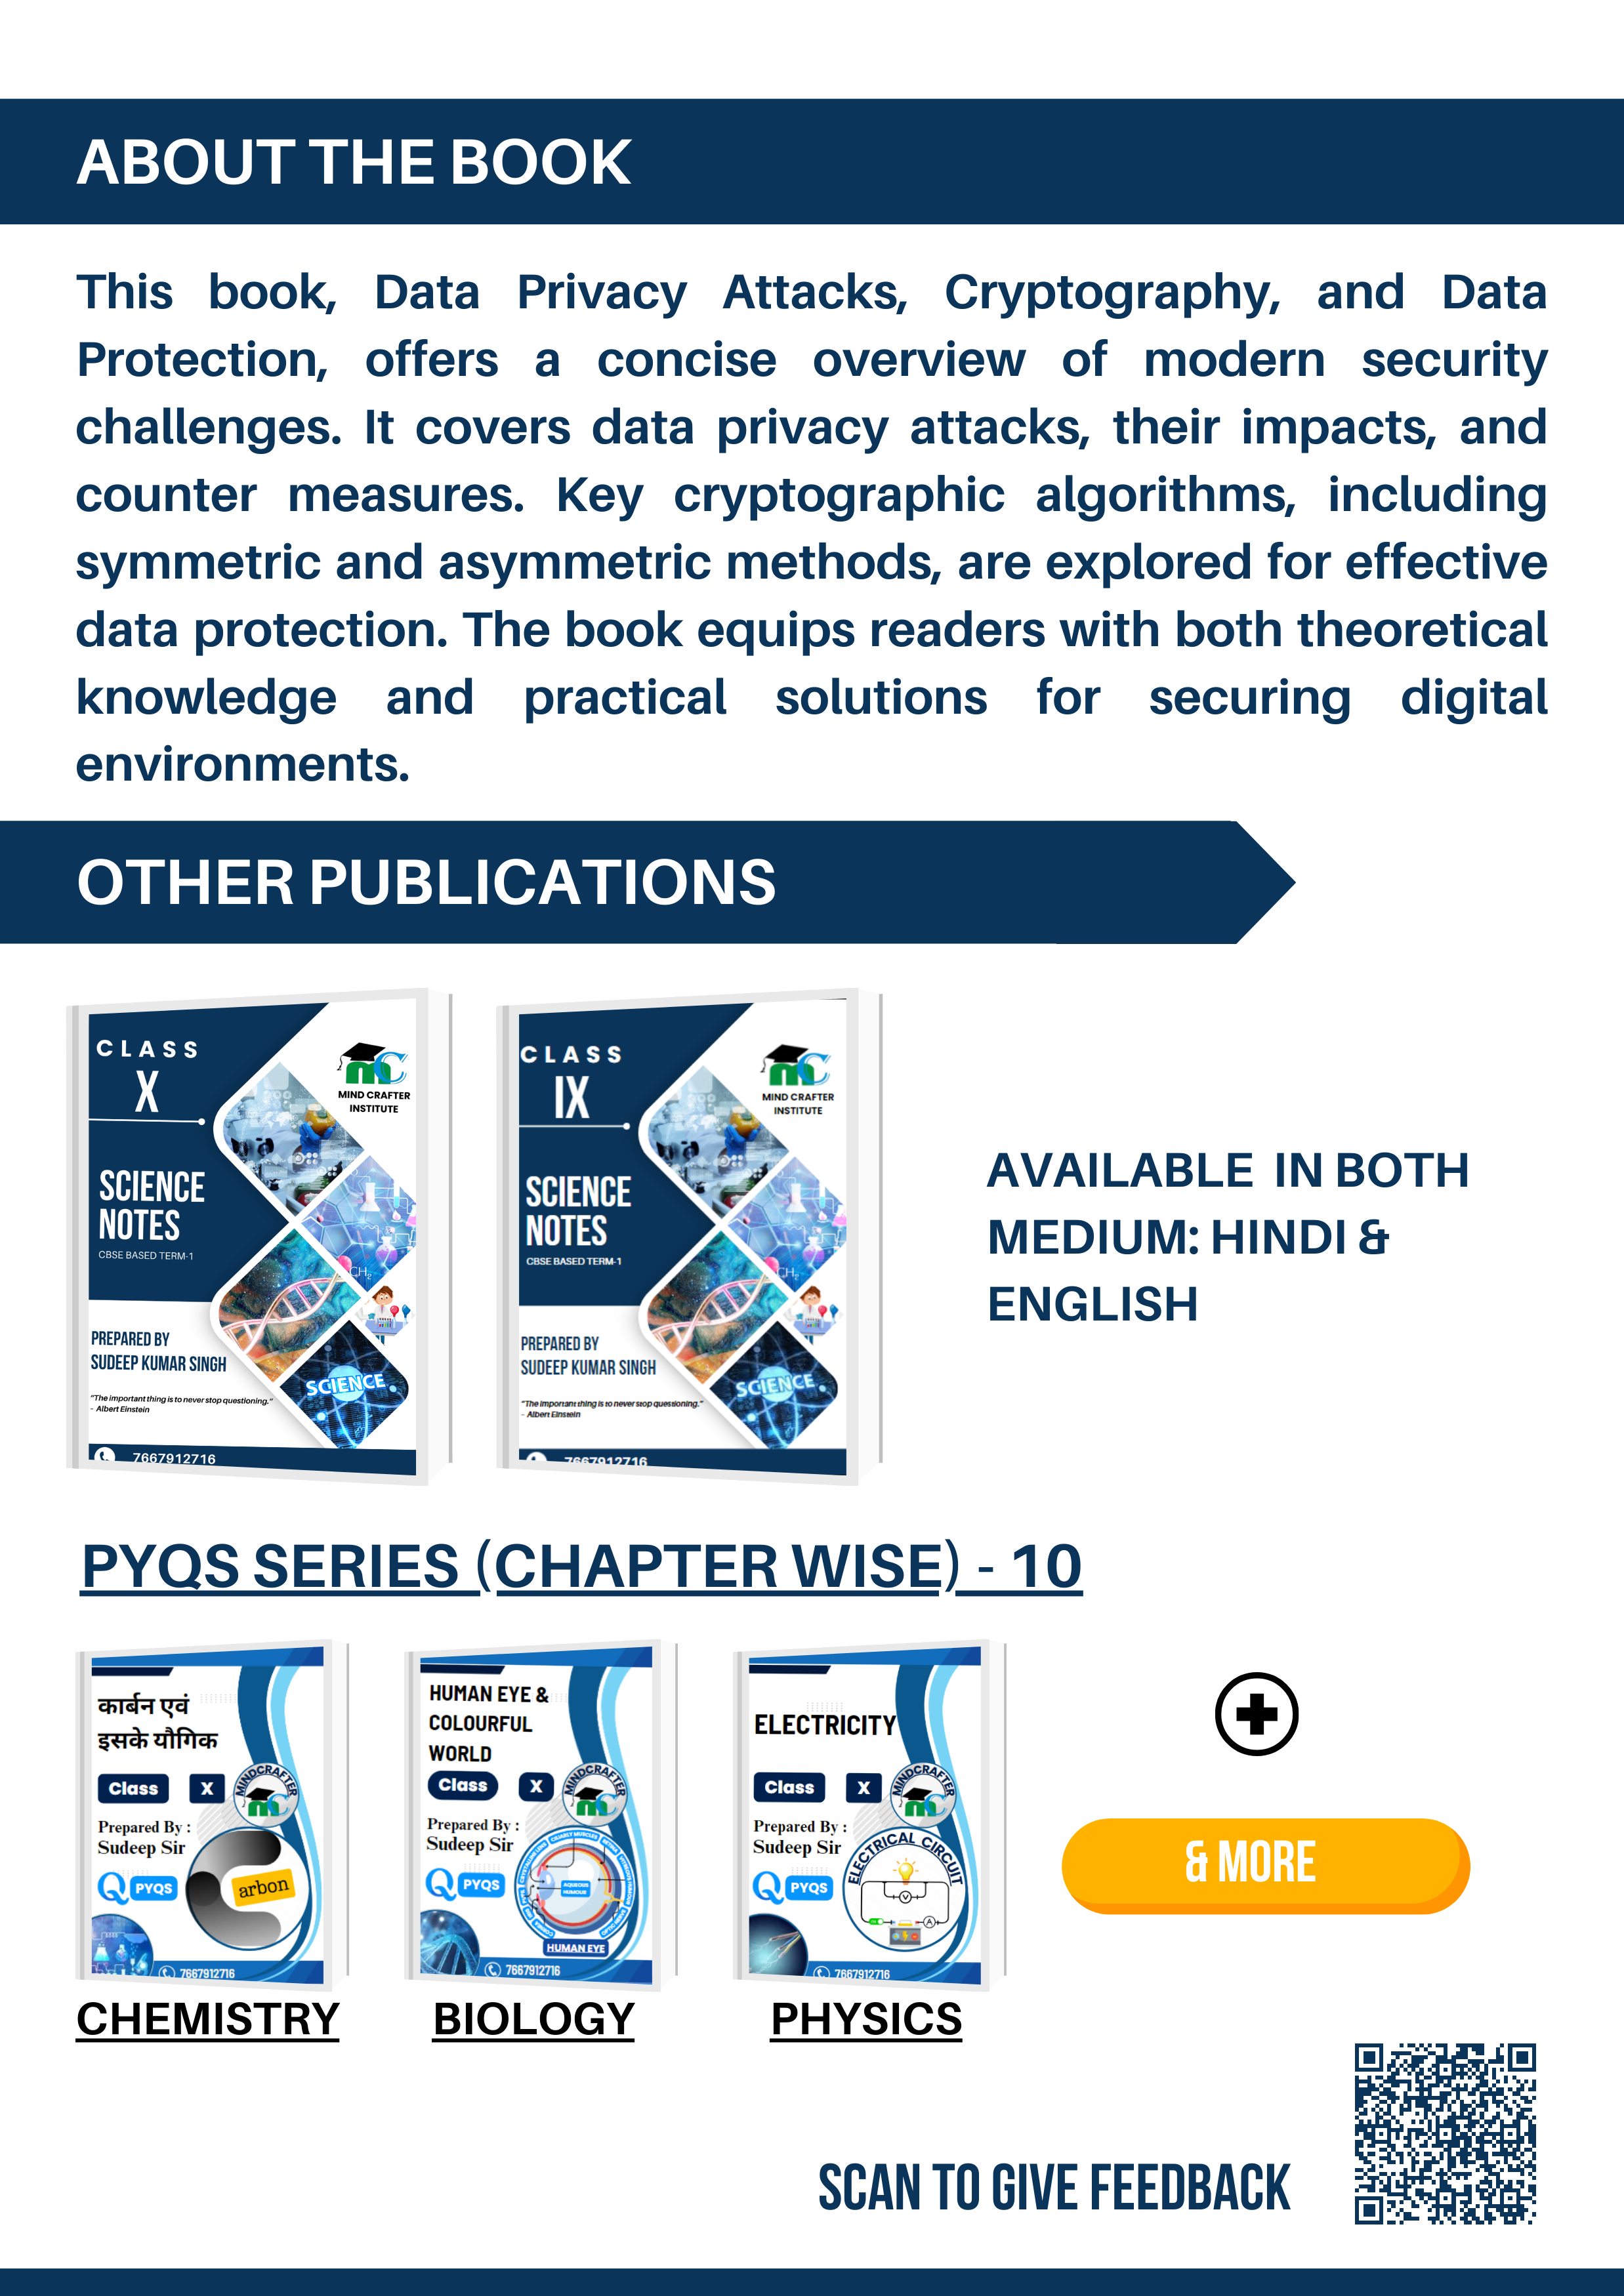 ABOUT THE BOOK
This book, Data Privacy Attacks, Cryptography, and Data
Protection, offers a concise overview of modern security
challenges. It covers data privacy attacks, their impacts, and
counter measures. Key cryptographic algorithms, including
symmetric and asymmetric methods, are explored for effective
data protection. The book equips readers with both theoretical
knowledge and practical solutions for securing digital
environments.
OTHER PUBLICATIONS
CLASS
X
MIND CRAFTER
INSTITUTE
SCIENCE
NOTES
CBSE BASED TERM-1
CH₂
PREPARED BY
SUDEEP KUMAR SINGH
SCIENCE
"The important thing is to never stop questioning."
- Albert Einstein
7667912716
CLASS
IX
MIND CRAFTER
INSTITUTE
SCIENCE
NOTES
CBSE BASED TERM-1
CH₂
PREPARED BY
SUDEEP KUMAR SINGH
SCIENCE
"The important thing is to never stop questioning."
- Albert Einstein
7667912716
AVAILABLE IN BOTH
MEDIUM: HINDI &
ENGLISH
PYQS SERIES (CHAPTER WISE) - 10
कार्बन एवं
इसके यौगिक
Class X
MINDCRAFTER
Prepared By :
Sudeep Sir
Q PYQS
arbon
7667912716
CHEMISTRY
HUMAN EYE &
COLOURFUL
WORLD
Class X
MINDCRAFTER
Prepared By :
Sudeep Sir
Q PYQS
CILIARY MUSCLES
AQUEOUS
HUMOUR
HUMAN EYE
7667912716
BIOLOGY
ELECTRICITY
Class X
MINDCRAFTER
Prepared By :
Sudeep Sir
Q PYQS
ELECTRICAL CIRCUIT
V
A
7667912716
PHYSICS
& MORE
SCAN TO GIVE FEEDBACK